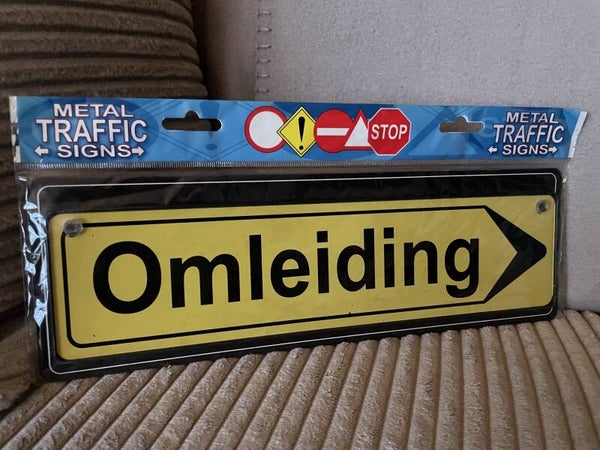 METAL
TRAFFIC
SIGNS
STOP
METAL
TRAFFIC
SIGNS
Omleiding